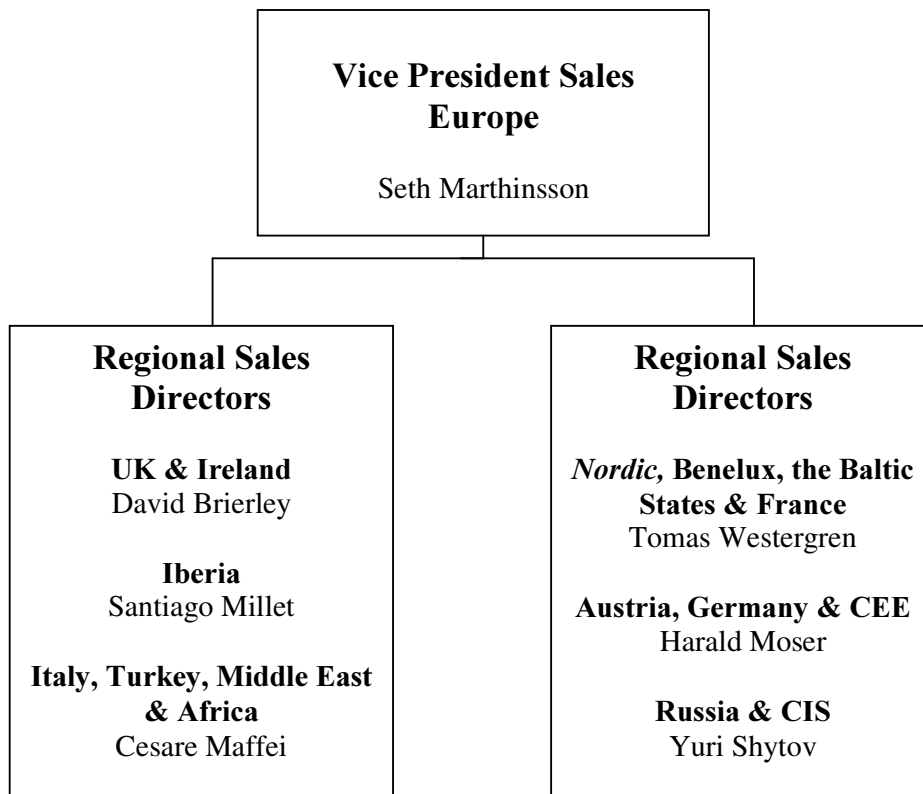 Vice President Sales
Europe
Seth Marthinsson
Regional Sales
Directors
UK & Ireland
David Brierley
Iberia
Santiago Millet
Italy, Turkey, Middle East
& Africa
Cesare Maffei
Regional Sales
Directors
Nordic, Benelux, the Baltic
States & France
Tomas Westergren
Austria, Germany & CEE
Harald Moser
Russia & CIS
Yuri Shytov